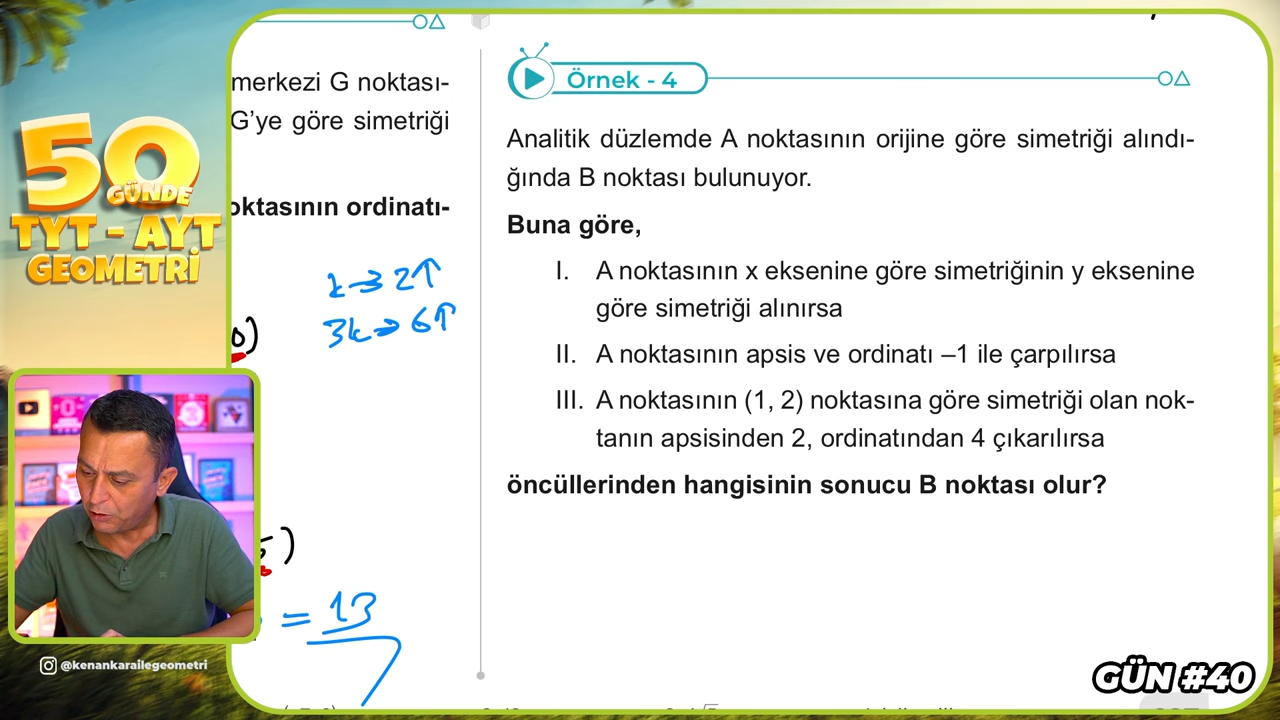 50
GÜNDE
TYT - AYT
GEOMETRİ
@kenankarailegeometri
merkezi G noktası-
G'ye göre simetriği
oktasının ordinatı-
k → 2↑
3k → 6↑
= 13
Örnek - 4
Analitik düzlemde A noktasının orijine göre simetriği alındı-
ğında B noktası bulunuyor.
Buna göre,
I. A noktasının x eksenine göre simetriğinin y eksenine
göre simetriği alınırsa
II. A noktasının apsis ve ordinatı –1 ile çarpılırsa
III. A noktasının (1, 2) noktasına göre simetriği olan nok-
tanın apsisinden 2, ordinatından 4 çıkarılırsa
öncüllerinden hangisinin sonucu B noktası olur?
GÜN #40